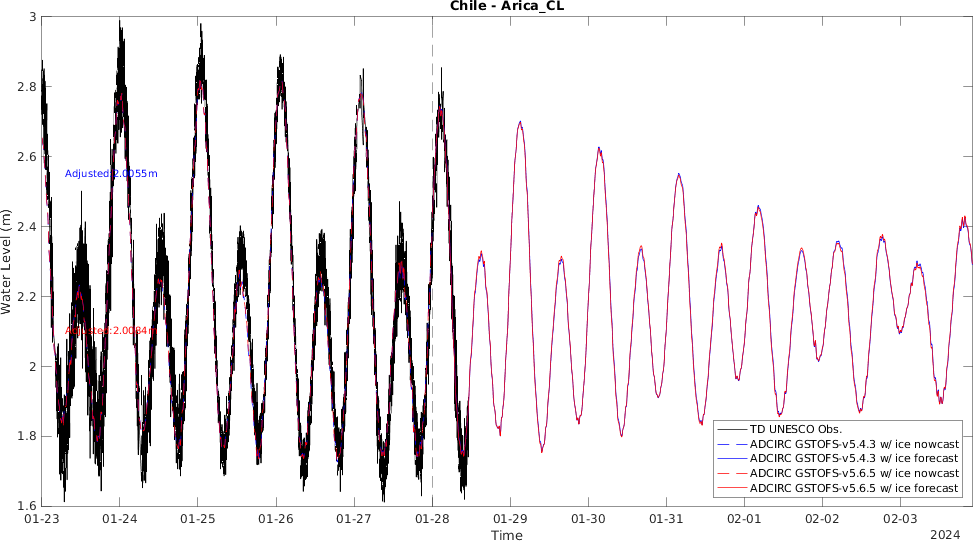 Chile - Arica_CL
Water Level (m)
3
2.8
2.6
2.4
2.2
2
1.8
1.6
Adjusted:2.0055m
Adjusted:2.0084m
TD UNESCO Obs.
ADCIRC GSTOFS-v5.4.3 w/ ice nowcast
ADCIRC GSTOFS-v5.4.3 w/ ice forecast
ADCIRC GSTOFS-v5.6.5 w/ ice nowcast
ADCIRC GSTOFS-v5.6.5 w/ ice forecast
01-23 01-24 01-25 01-26 01-27 01-28 01-29 01-30 01-31 02-01 02-02 02-03
Time
2024